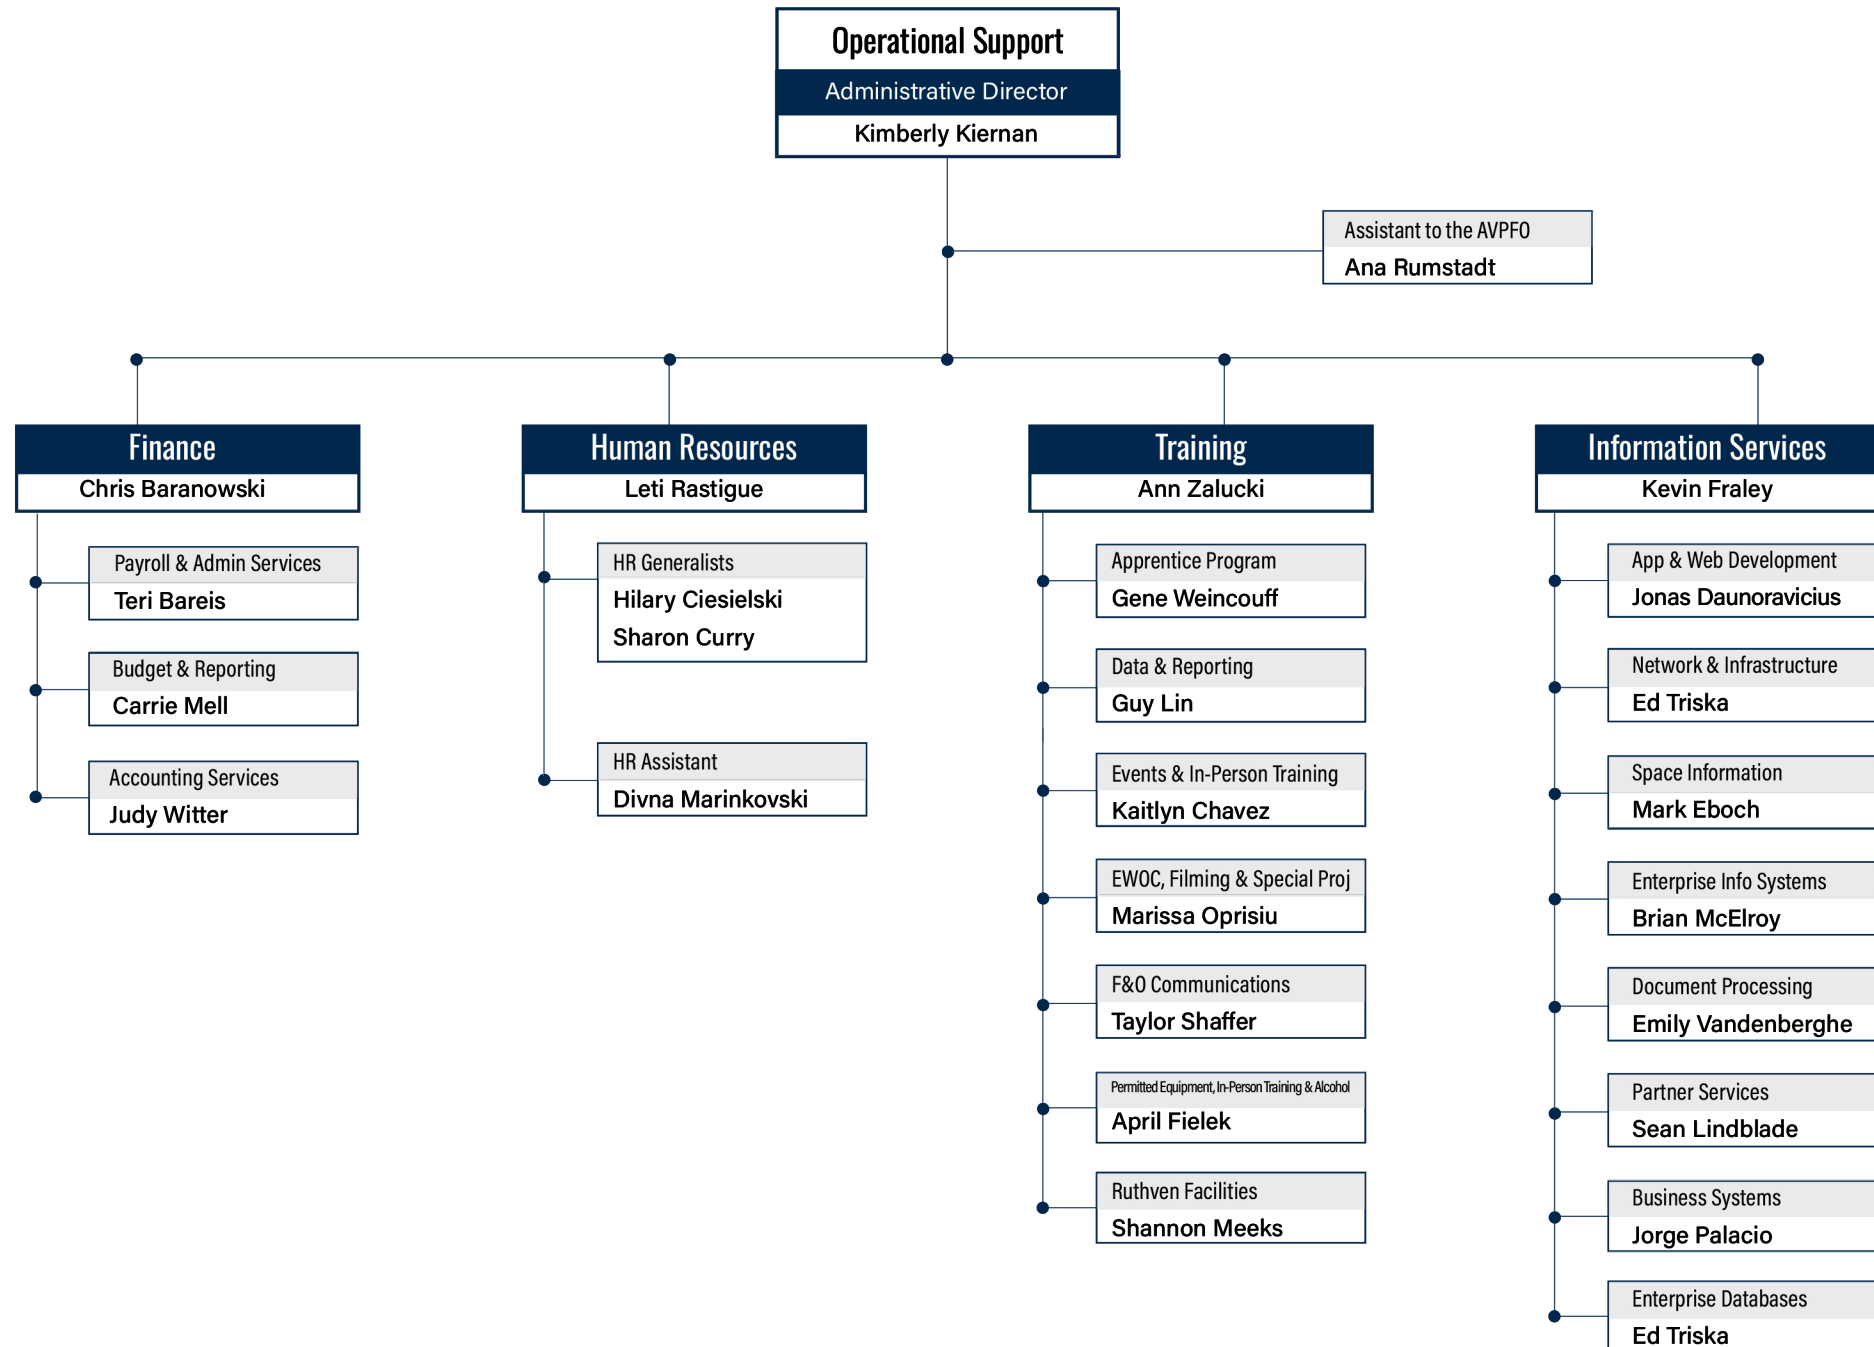 Operational Support
Administrative Director
Kimberly Kiernan
Assistant to the AVPFO
Ana Rumstadt
Finance
Chris Baranowski
Payroll & Admin Services
Teri Bareis
Budget & Reporting
Carrie Mell
Accounting Services
Judy Witter
Human Resources
Leti Rastigue
HR Generalists
Hilary Ciesielski
Sharon Curry
HR Assistant
Divna Marinkovski
Training
Ann Zalucki
Apprentice Program
Gene Weincouff
Data & Reporting
Guy Lin
Events & In-Person Training
Kaitlyn Chavez
EWOC, Filming & Special Proj
Marissa Oprisiu
F&O Communications
Taylor Shaffer
Permitted Equipment, In-Person Training & Alcohol
April Fielek
Ruthven Facilities
Shannon Meeks
Information Services
Kevin Fraley
App & Web Development
Jonas Daunoravicius
Network & Infrastructure
Ed Triska
Space Information
Mark Eboch
Enterprise Info Systems
Brian McElroy
Document Processing
Emily Vandenberghe
Partner Services
Sean Lindblade
Business Systems
Jorge Palacio
Enterprise Databases
Ed Triska